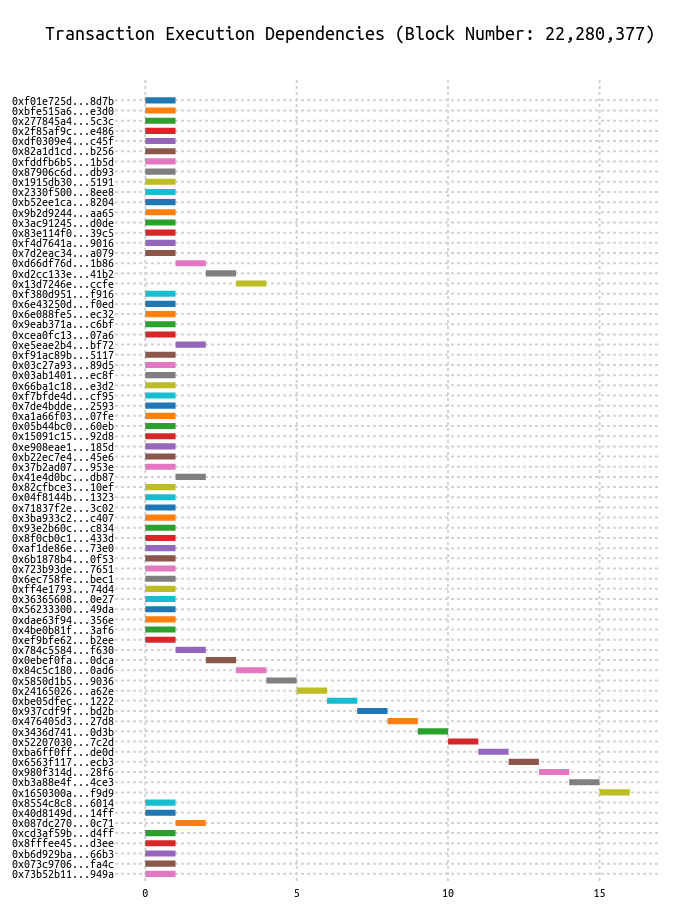 Transaction Execution Dependencies (Block Number: 22,280,377)
0xf01e725d...8d7b
0xbfe515a6...e3d0
0x277845a4...5c3c
0x2f85af9c...e486
0xdf0309e4...c45f
0x82a1d1cd...b256
0xfddfb6b5...1b5d
0x87906c6d...db93
0x1915db30...5191
0x2330f500...8ee8
0xb52ee1ca...8204
0x9b2d9244...aa65
0x3ac91245...d0de
0x83e114f0...39c5
0xf4d7641a...9016
0x7d2eac34...a079
0xd66df76d...1b86
0xd2cc133e...41b2
0x13d7246e...ccfe
0xf380d951...f916
0x6e43250d...f0ed
0x6e088fe5...ec32
0x9eab371a...c6bf
0xcea0fc13...07a6
0xe5eae2b4...bf72
0xf91ac89b...5117
0x03c27a93...89d5
0x03ab1401...ec8f
0x66ba1c18...e3d2
0xf7bfde4d...cf95
0x7de4bdde...2593
0xa1a66f03...07fe
0x05b44bc0...60eb
0x15091c15...92d8
0xe908eae1...185d
0xb22ec7e4...45e6
0x37b2ad07...953e
0x41e4d0bc...db87
0x82cfbce3...10ef
0x04f8144b...1323
0x71837f2e...3c02
0x3ba933c2...c407
0x93e2b60c...c834
0x8f0cb0c1...433d
0xaf1de86e...73e0
0x6b1878b4...0f53
0x723b93de...7651
0x6ec758fe...bec1
0xff4e1793...74d4
0x36365608...0e27
0x56233300...49da
0xdae63f94...356e
0x4be0b81f...3af6
0xef9bfe62...b2ee
0x784c5584...f630
0x0ebef0fa...0dca
0x84c5c180...0ad6
0x5850d1b5...9036
0x24165026...a62e
0xbe05dfec...1222
0x937cdf9f...bd2b
0x476405d3...27d8
0x3436d741...0d3b
0x52207030...7c2d
0xba6ff0ff...de0d
0x6563f117...ecb3
0x980f314d...28f6
0xb3a88e4f...4ce3
0x1650300a...f9d9
0x8554c8c8...6014
0x40d8149d...14ff
0x087dc270...0c71
0xcd3af59b...d4ff
0x8fffee45...d3ee
0xb6d929ba...66b3
0x073c9706...fa4c
0x73b52b11...949a
0 5 10 15